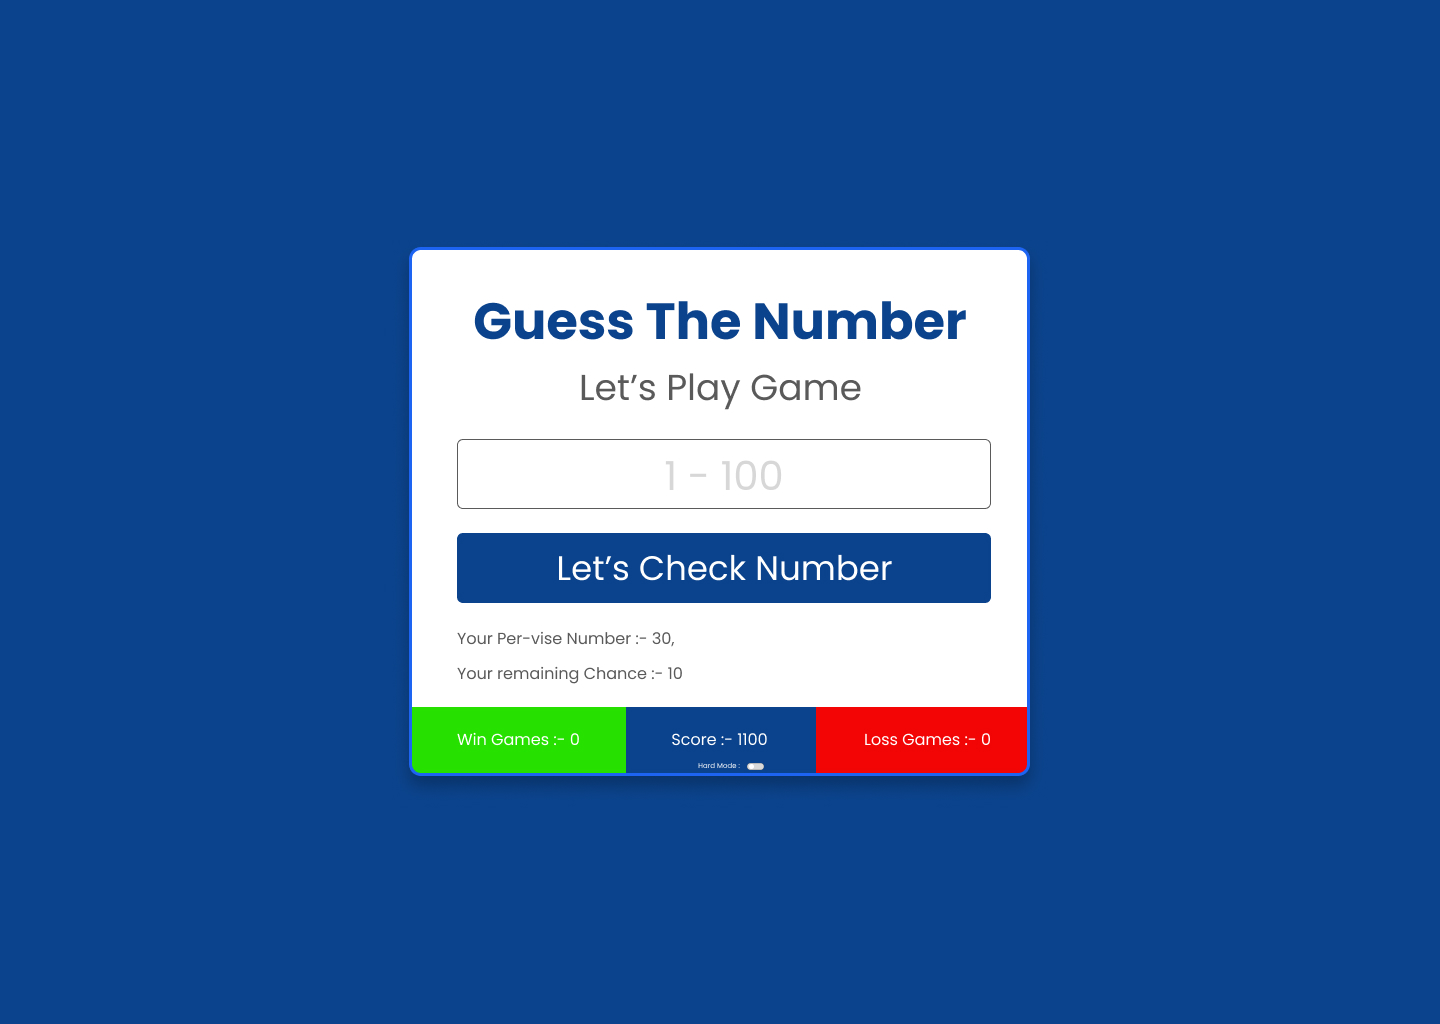 Guess The Number
Let’s Play Game
1 - 100
Let’s Check Number
Your Per-vise Number :- 30,
Your remaining Chance :- 10
Win Games :- 0
Score :- 1100
Loss Games :- 0
Hard Mode :